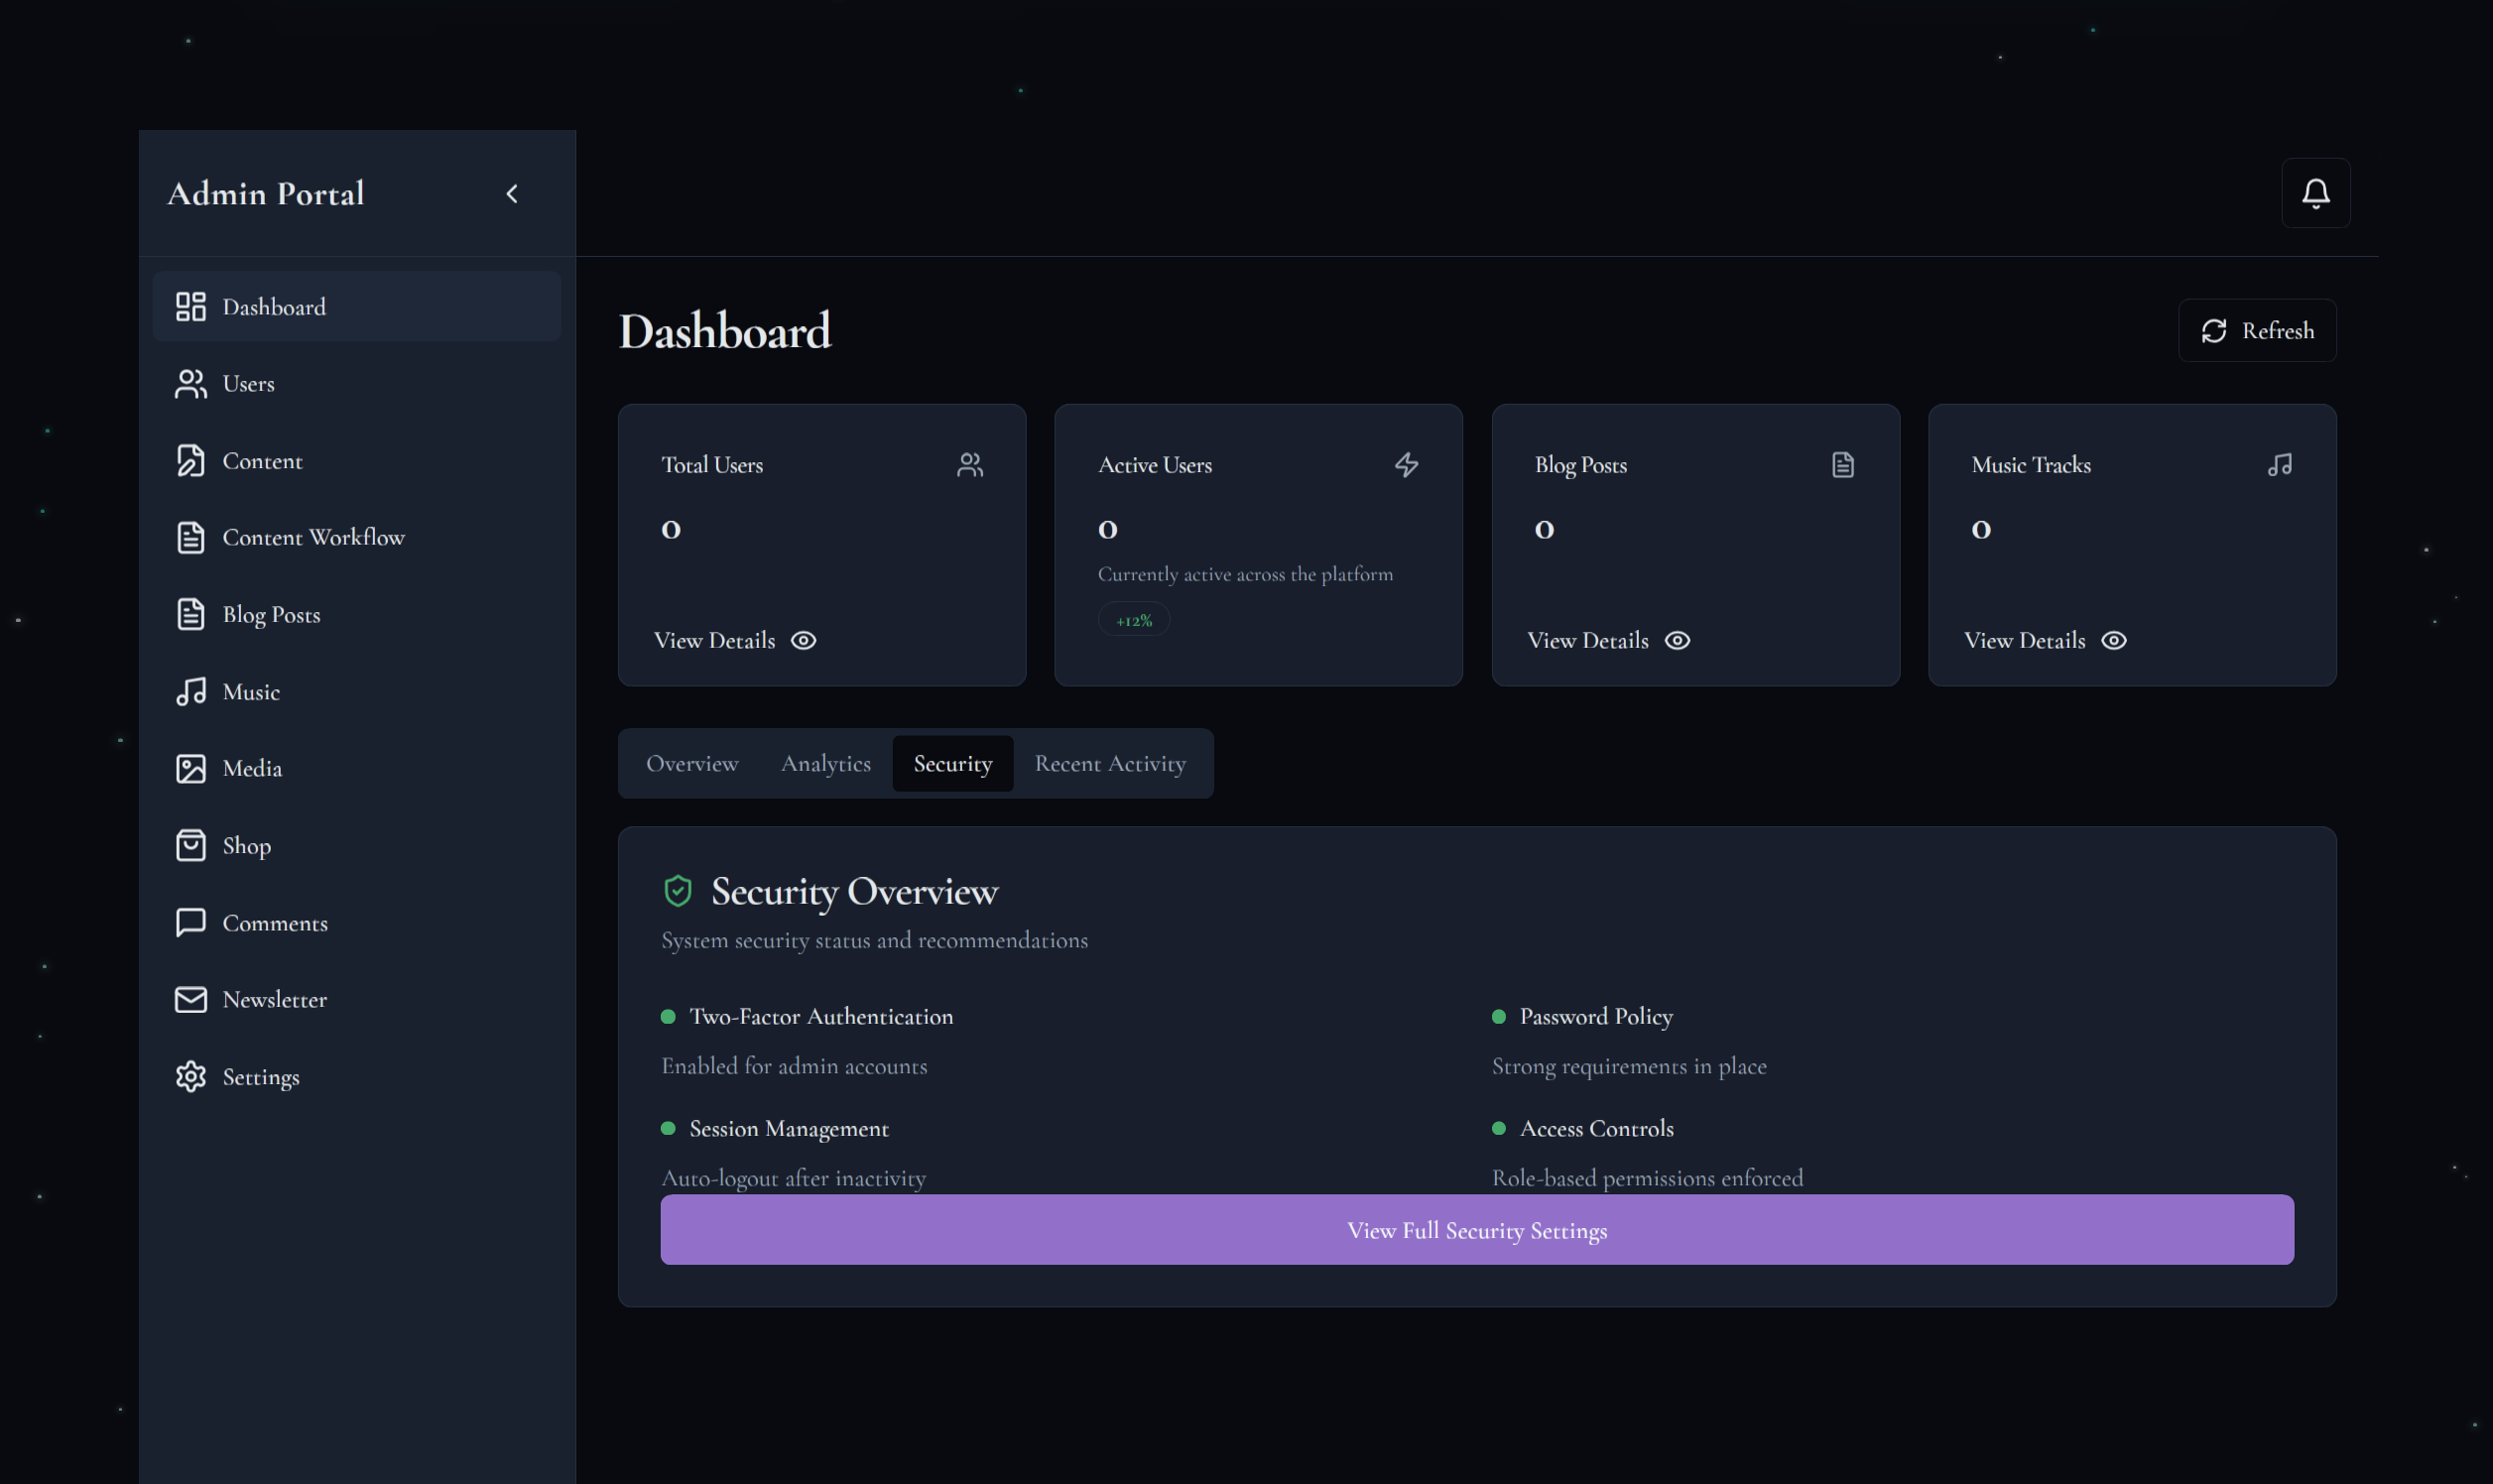 Admin Portal
Dashboard
Users
Content
Content Workflow
Blog Posts
Music
Media
Shop
Comments
Newsletter
Settings
Dashboard
Refresh
Total Users
0
View Details
Active Users
0
Currently active across the platform
+12%
Blog Posts
0
View Details
Music Tracks
0
View Details
Overview
Analytics
Security
Recent Activity
Security Overview
System security status and recommendations
Two-Factor Authentication
Enabled for admin accounts
Password Policy
Strong requirements in place
Session Management
Auto-logout after inactivity
Access Controls
Role-based permissions enforced
View Full Security Settings